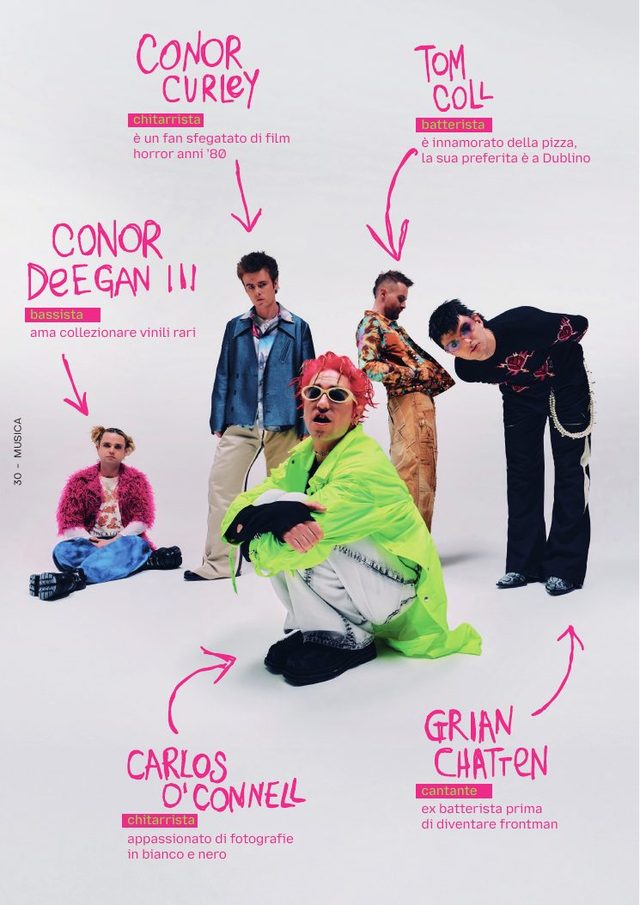 CONOR
CURLeY
chitarrista
è un fan sfegatato di film
horror anni '80
TOM
COLL
batterista
è innamorato della pizza,
la sua preferita è a Dublino
CONOR
DeEGAN III
bassista
ama collezionare vinili rari
30 - MUSICA
CARLOS
O'CONNELL
chitarrista
appassionato di fotografie
in bianco e nero
GRIAN
CHATTeN
cantante
ex batterista prima
di diventare frontman